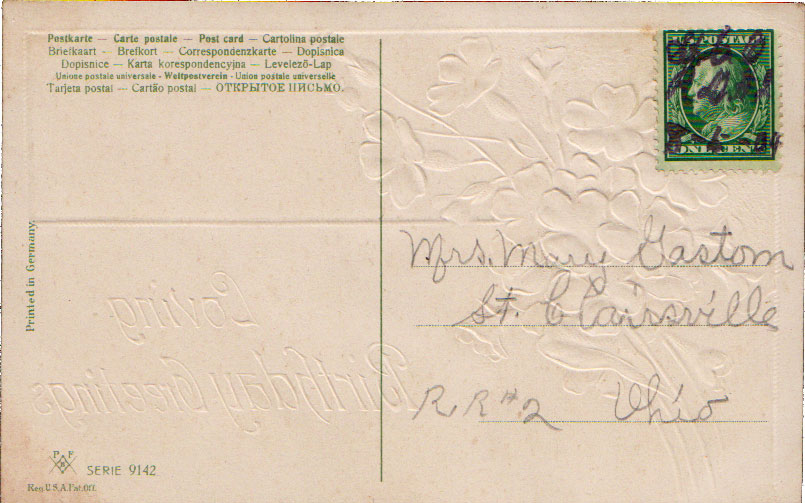 Postkarte — Carte postale — Post card — Cartolina postale
Briefkaart — Brefkort — Correspondenzkarte — Dopisnica
Dopisnice — Karta korespondencyjna — Levelező-Lap
Unione postale universale - Weltpostverein - Union postale universelle
Tarjeta postal — Cartão postal — ОТКРЫТОЕ ПИСЬМО.
U.S. POSTAGE
ONE CENT
Printed in Germany.
Mrs. Mary Gastom
St. Clairsville
R R #2 Ohio
Loving
Birthday Greetings
P F
SERIE 9142
Reg. U.S.A. Pat. Off.